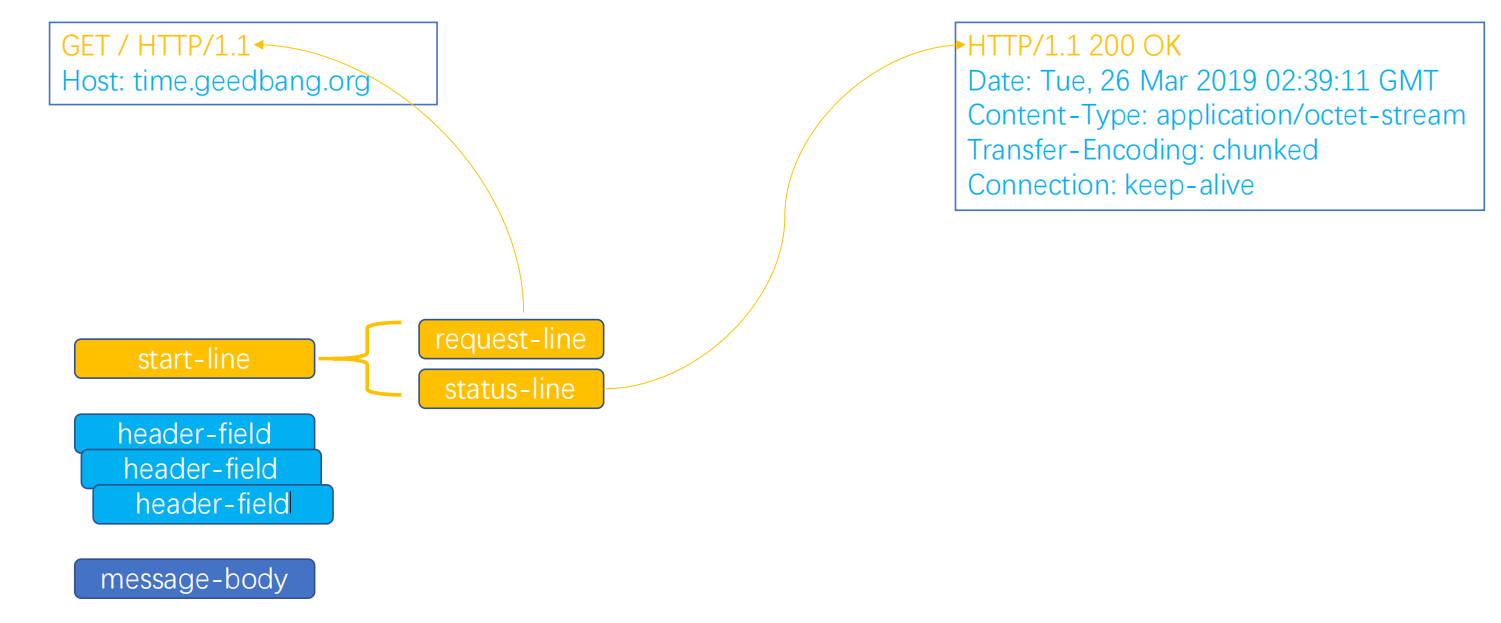 GET / HTTP/1.1
Host: time.geedbang.org
HTTP/1.1 200 OK
Date: Tue, 26 Mar 2019 02:39:11 GMT
Content-Type: application/octet-stream
Transfer-Encoding: chunked
Connection: keep-alive
start-line
request-line
status-line
header-field
header-field
header-field
message-body